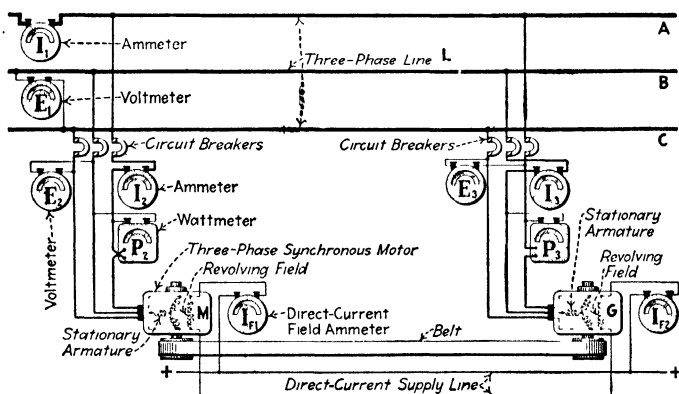 A
I1
Ammeter
Three-Phase Line L
B
E1
Voltmeter
C
Circuit Breakers
Circuit Breakers
E2
I2
Ammeter
E3
I3
Wattmeter
P2
P3
Stationary
Armature
Voltmeter
Three-Phase Synchronous Motor
Revolving Field
Revolving
Field
M
IF1
Direct-Current
Field Ammeter
G
IF2
Stationary
Armature
Belt
+
+
Direct-Current Supply Line